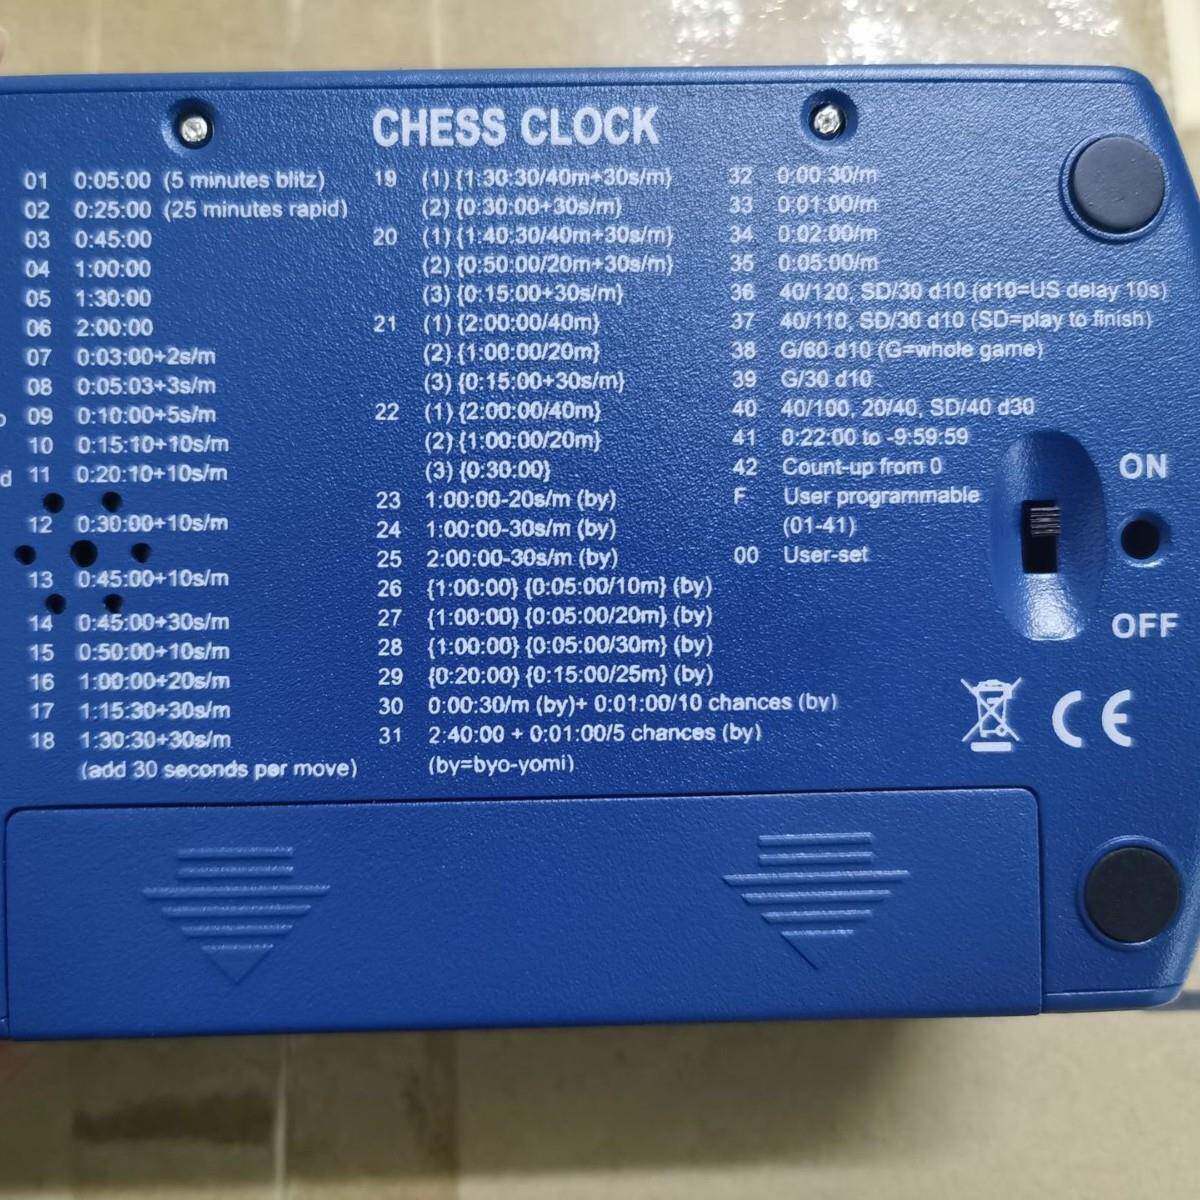 CHESS CLOCK
01 0:05:00 (5 minutes blitz)
02 0:25:00 (25 minutes rapid)
03 0:45:00
04 1:00:00
05 1:30:00
06 2:00:00
07 0:03:00+2s/m
08 0:05:03+3s/m
09 0:10:00+5s/m
10 0:15:10+10s/m
11 0:20:10+10s/m
12 0:30:00+10s/m
13 0:45:00+10s/m
14 0:45:00+30s/m
15 0:50:00+10s/m
16 1:00:00+20s/m
17 1:15:30+30s/m
18 1:30:30+30s/m
(add 30 seconds per move)
19 (1) {1:30:30/40m+30s/m}
(2) {0:30:00+30s/m}
20 (1) {1:40:30/40m+30s/m}
(2) {0:50:00/20m+30s/m}
(3) {0:15:00+30s/m}
21 (1) {2:00:00/40m}
(2) {1:00:00/20m}
(3) {0:15:00+30s/m}
22 (1) {2:00:00/40m}
(2) {1:00:00/20m}
(3) {0:30:00}
23 1:00:00-20s/m (by)
24 1:00:00-30s/m (by)
25 2:00:00-30s/m (by)
26 {1:00:00} {0:05:00/10m} (by)
27 {1:00:00} {0:05:00/20m} (by)
28 {1:00:00} {0:05:00/30m} (by)
29 {0:20:00} {0:15:00/25m} (by)
30 0:00:30/m (by)+ 0:01:00/10 chances (by)
31 2:40:00 + 0:01:00/5 chances (by)
(by=byo-yomi)
32 0:00:30/m
33 0:01:00/m
34 0:02:00/m
35 0:05:00/m
36 40/120, SD/30 d10 (d10=US delay 10s)
37 40/110, SD/30 d10 (SD=play to finish)
38 G/60 d10 (G=whole game)
39 G/30 d10
40 40/100, 20/40, SD/40 d30
41 0:22:00 to -9:59:59
42 Count-up from 0
F User programmable
(01-41)
00 User-set
ON
OFF
CE